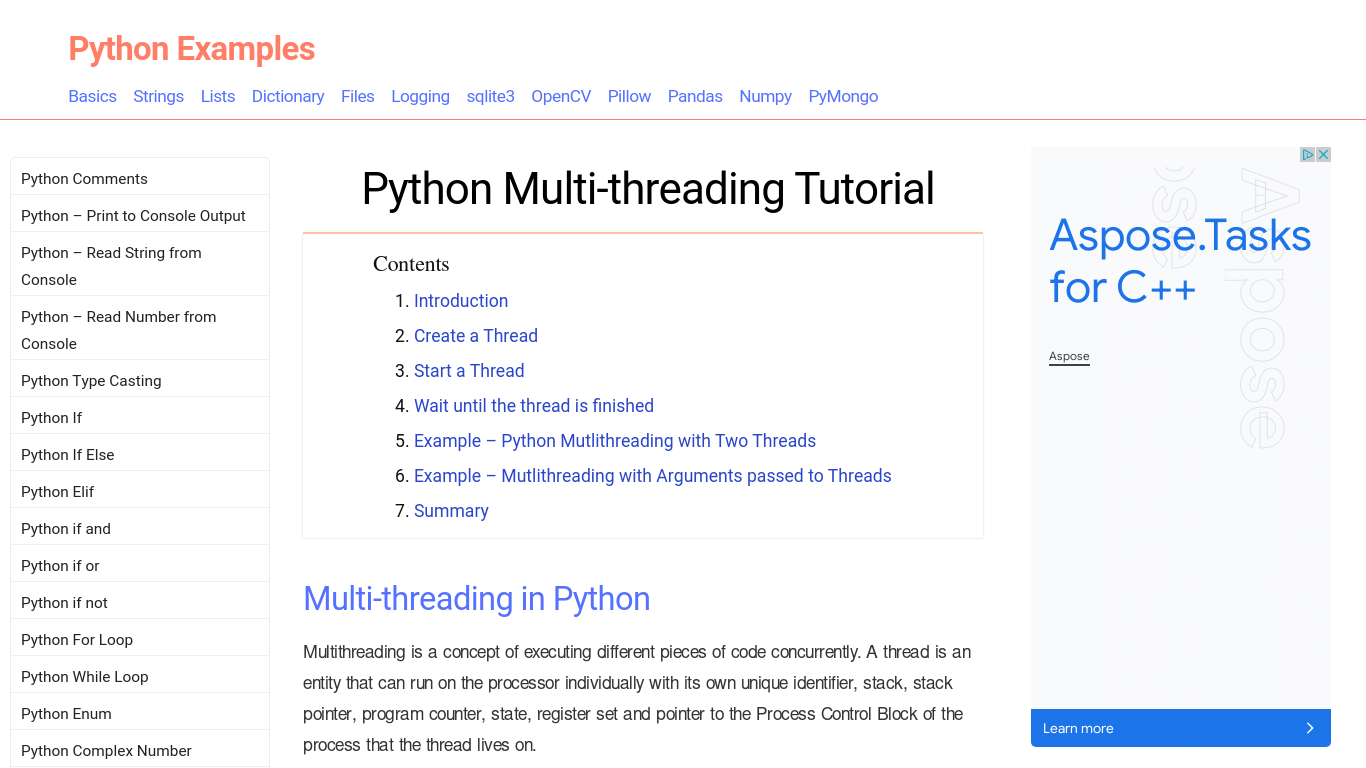 Python Examples
Basics Strings Lists Dictionary Files Logging sqlite3 OpenCV Pillow Pandas Numpy PyMongo
Python Comments
Python – Print to Console Output
Python – Read String from
Console
Python – Read Number from
Console
Python Type Casting
Python If
Python If Else
Python Elif
Python if and
Python if or
Python if not
Python For Loop
Python While Loop
Python Enum
Python Complex Number
Python Multi-threading Tutorial
Contents
1. Introduction
2. Create a Thread
3. Start a Thread
4. Wait until the thread is finished
5. Example – Python Mutlithreading with Two Threads
6. Example – Mutlithreading with Arguments passed to Threads
7. Summary
Multi-threading in Python
Multithreading is a concept of executing different pieces of code concurrently. A thread is an
entity that can run on the processor individually with its own unique identifier, stack, stack
pointer, program counter, state, register set and pointer to the Process Control Block of the
process that the thread lives on.
Aspose.Tasks
for C++
Aspose
Aspose
Learn more